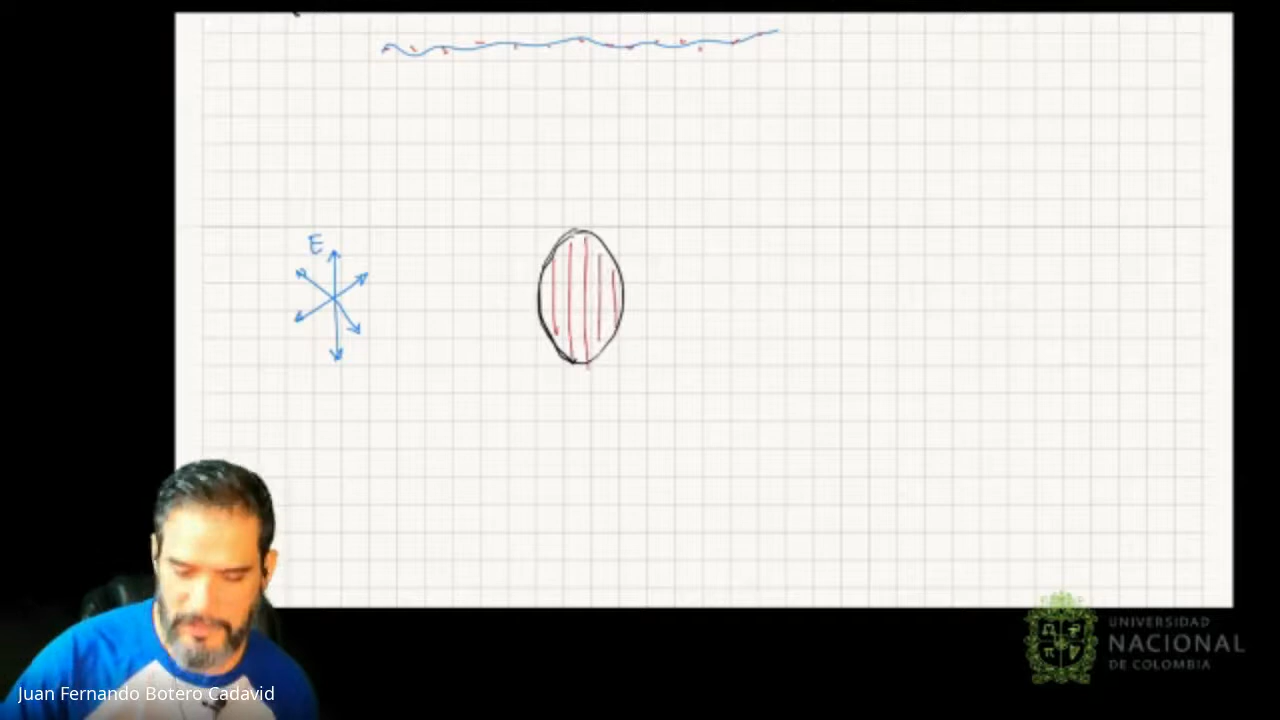 E
Juan Fernando Botero Cadavid
UNIVERSIDAD
NACIONAL
DE COLOMBIA